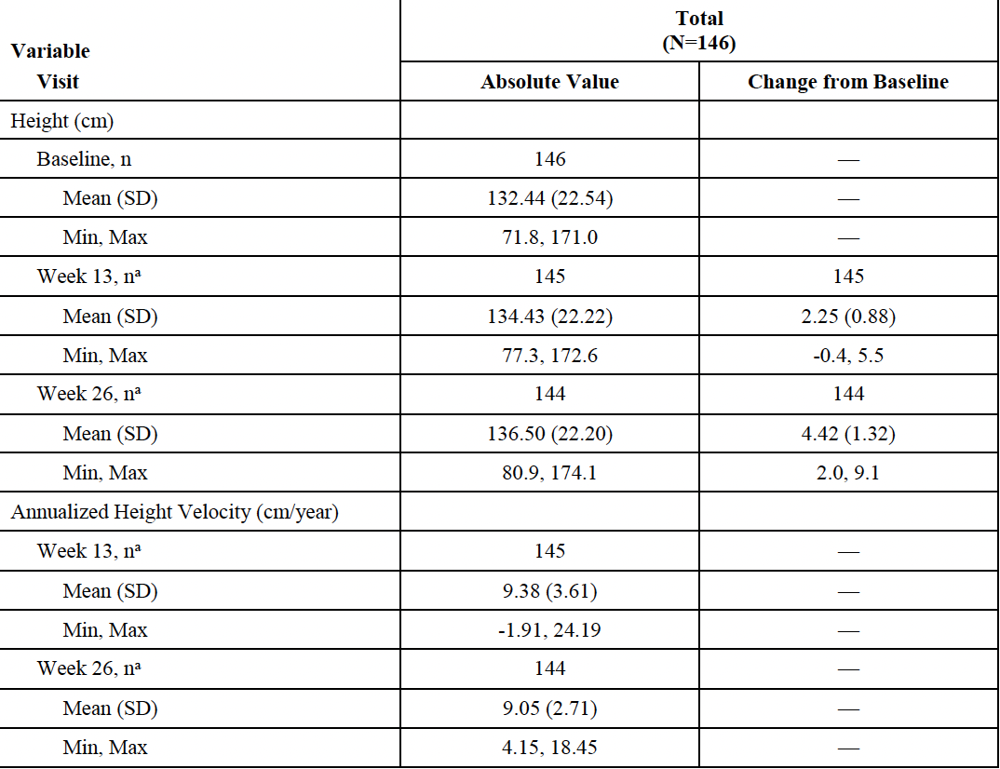 Total
(N=146)
Variable
Visit
Absolute Value
Change from Baseline
Height (cm)
Baseline, n 146 —
Mean (SD) 132.44 (22.54) —
Min, Max 71.8, 171.0 —
Week 13, nᵃ 145 145
Mean (SD) 134.43 (22.22) 2.25 (0.88)
Min, Max 77.3, 172.6 -0.4, 5.5
Week 26, nᵃ 144 144
Mean (SD) 136.50 (22.20) 4.42 (1.32)
Min, Max 80.9, 174.1 2.0, 9.1
Annualized Height Velocity (cm/year)
Week 13, nᵃ 145 —
Mean (SD) 9.38 (3.61) —
Min, Max -1.91, 24.19 —
Week 26, nᵃ 144 —
Mean (SD) 9.05 (2.71) —
Min, Max 4.15, 18.45 —